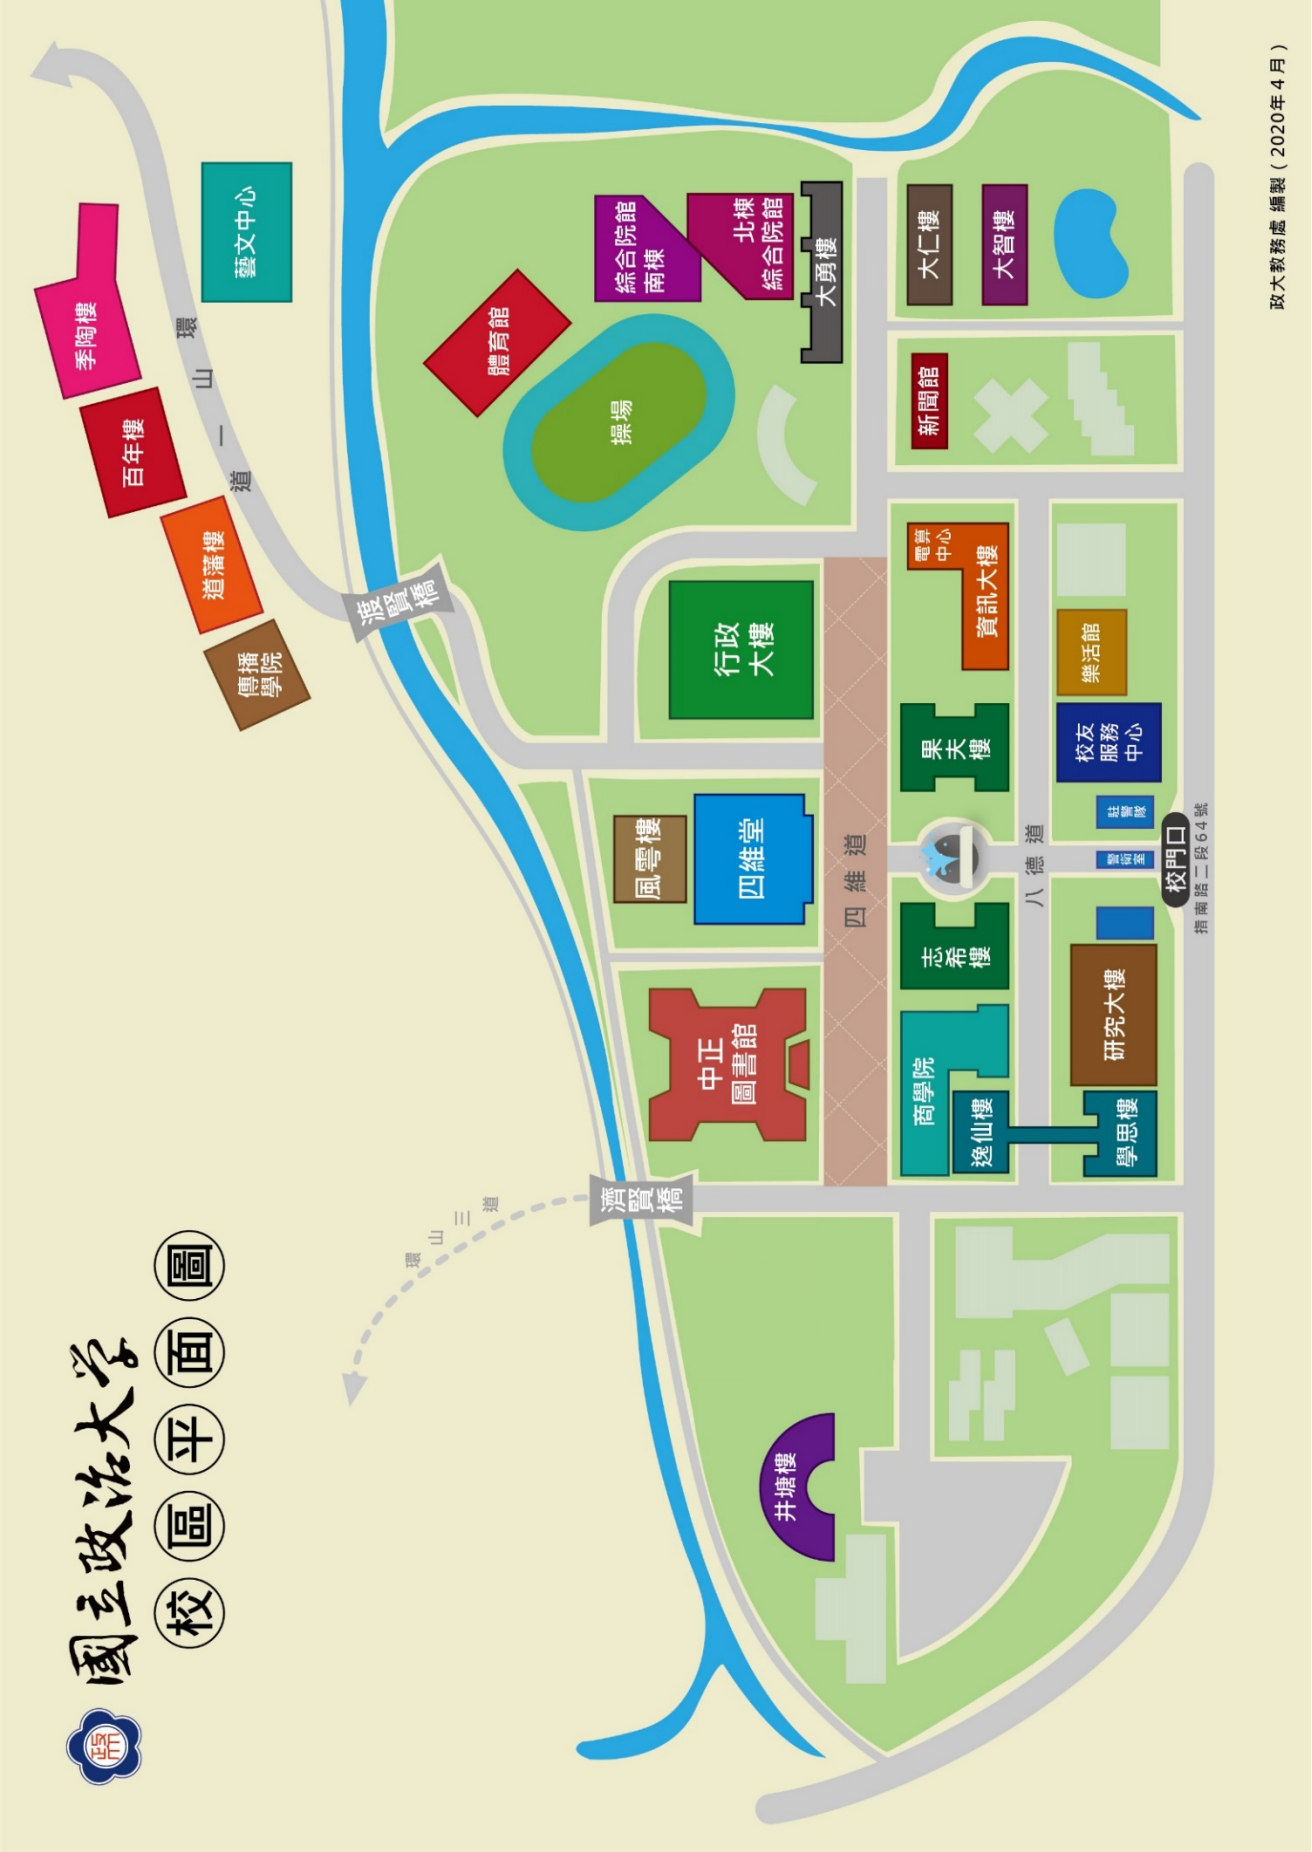 國立政治大学
校區平面圖
政大教務處 編製 ( 2020年 4 月 )
季陶樓
百年樓
道藩樓
傳播
學院
藝文中心
環山一道
渡賢橋
體育館
操場
綜合院館
南棟
北棟
綜合院館
大勇樓
大仁樓
大智樓
新聞館
行政
大樓
電算
中心
資訊大樓
樂活館
風雩樓
四維堂
四維道
果夫樓
校友
服務
中心
駐警隊
警衛室
校門口
指南路二段64號
八德道
中正
圖書館
志希樓
商學院
逸仙樓
研究大樓
學思樓
濟賢橋
環山三道
井塘樓